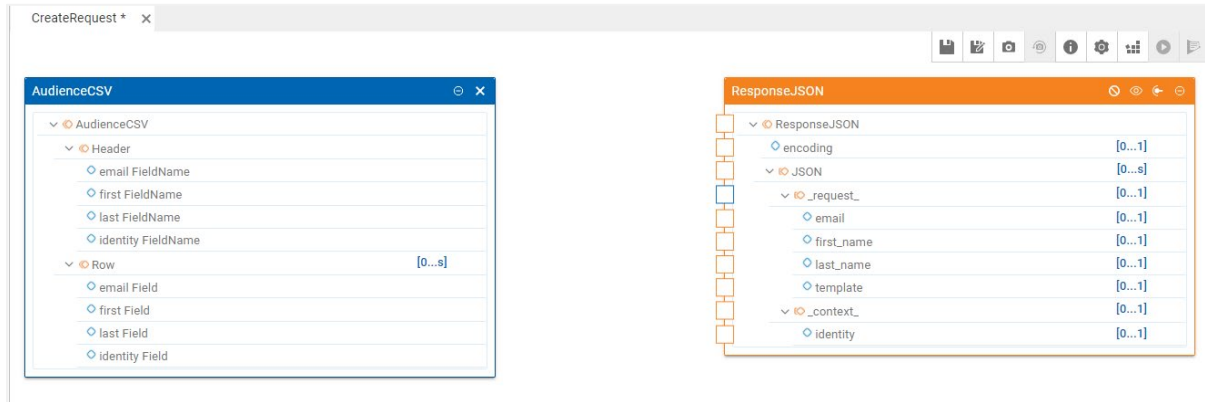 CreateRequest *
AudienceCSV
AudienceCSV
Header
email FieldName
first FieldName
last FieldName
identity FieldName
Row [0...s]
email Field
first Field
last Field
identity Field
ResponseJSON
ResponseJSON
encoding [0...1]
JSON [0...s]
_request_ [0...1]
email [0...1]
first_name [0...1]
last_name [0...1]
template [0...1]
_context_ [0...1]
identity [0...1]